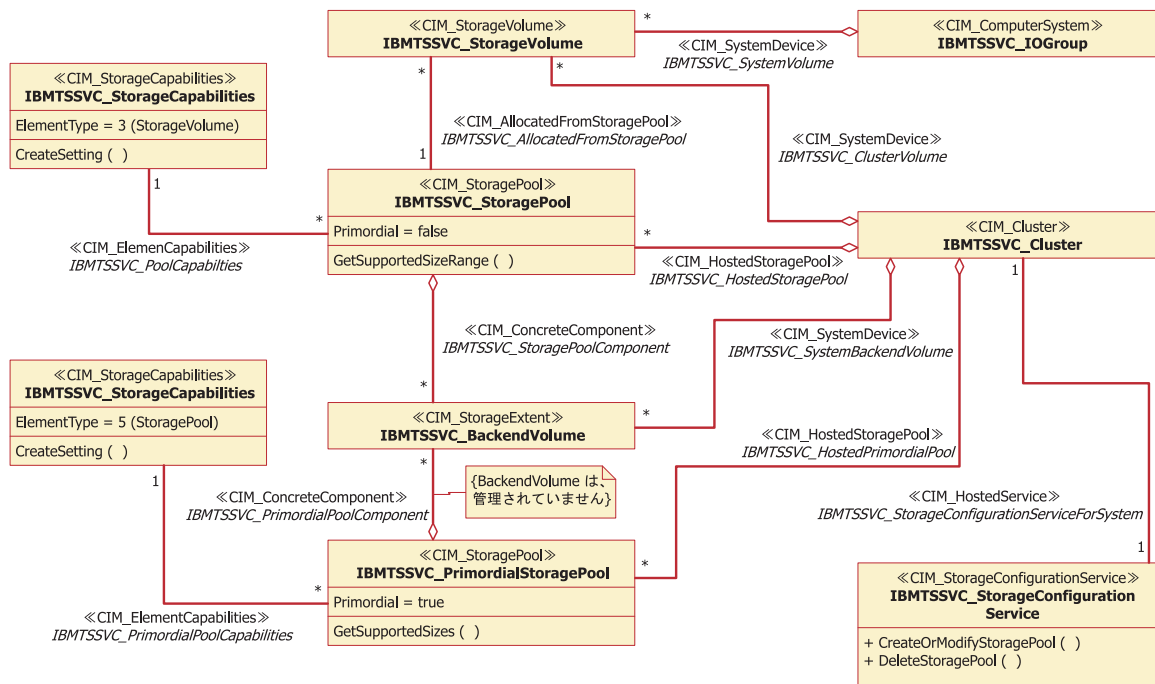 ≪CIM_StorageVolume≫
IBMTSSVC_StorageVolume
*
≪CIM_SystemDevice≫
IBMTSSVC_SystemVolume
≪CIM_ComputerSystem≫
IBMTSSVC_IOGroup
≪CIM_StorageCapabilities≫
IBMTSSVC_StorageCapabilities
ElementType = 3 (StorageVolume)
CreateSetting ( )
1
*
≪CIM_ElemenCapabilities≫
IBMTSSVC_PoolCapabilties
*
≪CIM_AllocatedFromStoragePool≫
IBMTSSVC_AllocatedFromStoragePool
1
*
≪CIM_SystemDevice≫
IBMTSSVC_ClusterVolume
≪CIM_StoragePool≫
IBMTSSVC_StoragePool
Primordial = false
GetSupportedSizeRange ( )
*
≪CIM_HostedStoragePool≫
IBMTSSVC_HostedStoragePool
≪CIM_Cluster≫
IBMTSSVC_Cluster
1
≪CIM_ConcreteComponent≫
IBMTSSVC_StoragePoolComponent
*
≪CIM_SystemDevice≫
IBMTSSVC_SystemBackendVolume
*
≪CIM_StorageCapabilities≫
IBMTSSVC_StorageCapabilities
ElementType = 5 (StoragePool)
CreateSetting ( )
1
*
≪CIM_ElementCapabilities≫
IBMTSSVC_PrimordialPoolCapabilities
≪CIM_StorageExtent≫
IBMTSSVC_BackendVolume
*
≪CIM_ConcreteComponent≫
IBMTSSVC_PrimordialPoolComponent
{BackendVolume は、
管理されていません}
≪CIM_HostedStoragePool≫
IBMTSSVC_HostedPrimordialPool
*
≪CIM_StoragePool≫
IBMTSSVC_PrimordialStoragePool
Primordial = true
GetSupportedSizes ( )
≪CIM_HostedService≫
IBMTSSVC_StorageConfigurationServiceForSystem
1
≪CIM_StorageConfigurationService≫
IBMTSSVC_StorageConfiguration
Service
+ CreateOrModifyStoragePool ( )
+ DeleteStoragePool ( )